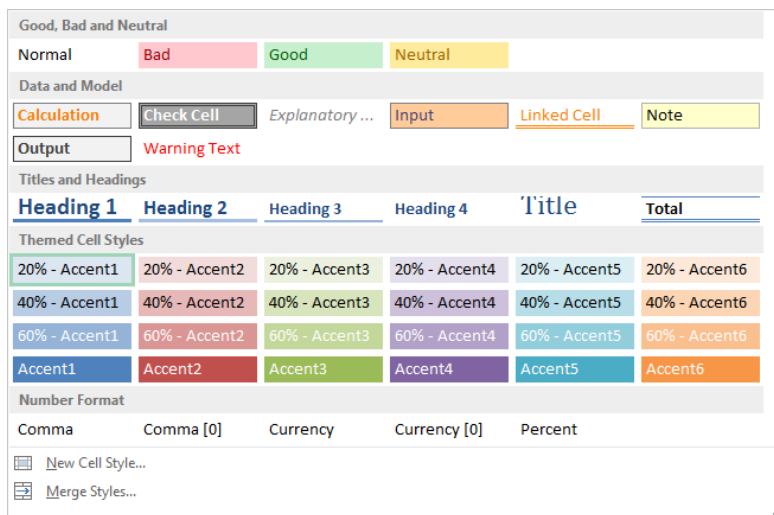 Good, Bad and Neutral
Normal Bad Good Neutral
Data and Model
Calculation Check Cell Explanatory ... Input Linked Cell Note
Output Warning Text
Titles and Headings
Heading 1 Heading 2 Heading 3 Heading 4 Title Total
Themed Cell Styles
20% - Accent1 20% - Accent2 20% - Accent3 20% - Accent4 20% - Accent5 20% - Accent6
40% - Accent1 40% - Accent2 40% - Accent3 40% - Accent4 40% - Accent5 40% - Accent6
60% - Accent1 60% - Accent2 60% - Accent3 60% - Accent4 60% - Accent5 60% - Accent6
Accent1 Accent2 Accent3 Accent4 Accent5 Accent6
Number Format
Comma Comma [0] Currency Currency [0] Percent
New Cell Style...
Merge Styles...